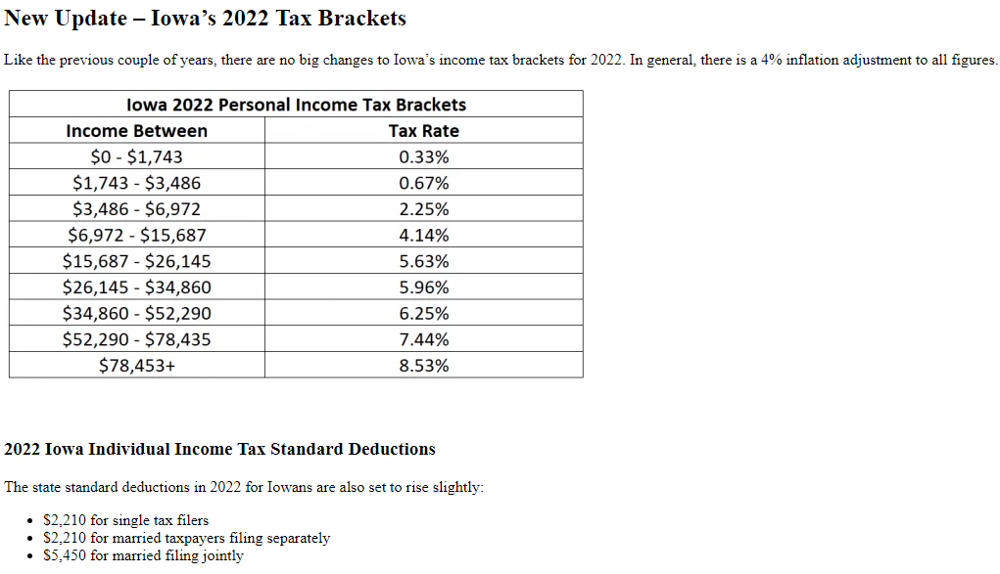 New Update – Iowa’s 2022 Tax Brackets
Like the previous couple of years, there are no big changes to Iowa’s income tax brackets for 2022. In general, there is a 4% inflation adjustment to all figures.
Iowa 2022 Personal Income Tax Brackets
Income Between Tax Rate
$0 - $1,743 0.33%
$1,743 - $3,486 0.67%
$3,486 - $6,972 2.25%
$6,972 - $15,687 4.14%
$15,687 - $26,145 5.63%
$26,145 - $34,860 5.96%
$34,860 - $52,290 6.25%
$52,290 - $78,435 7.44%
$78,453+ 8.53%
2022 Iowa Individual Income Tax Standard Deductions
The state standard deductions in 2022 for Iowans are also set to rise slightly:
• $2,210 for single tax filers
• $2,210 for married taxpayers filing separately
• $5,450 for married filing jointly